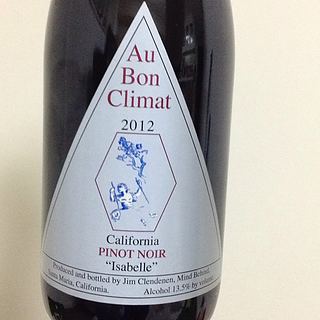 Au
Bon
Climat
2012
California
PINOT NOIR
"Isabelle"
Produced and bottled by Jim Clendenen, Mind Behind,
Santa Maria, California. Alcohol 13.5% by volume